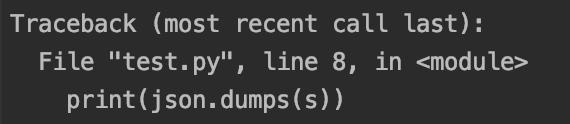 Traceback (most recent call last):
  File "test.py", line 8, in <module>
    print(json.dumps(s))